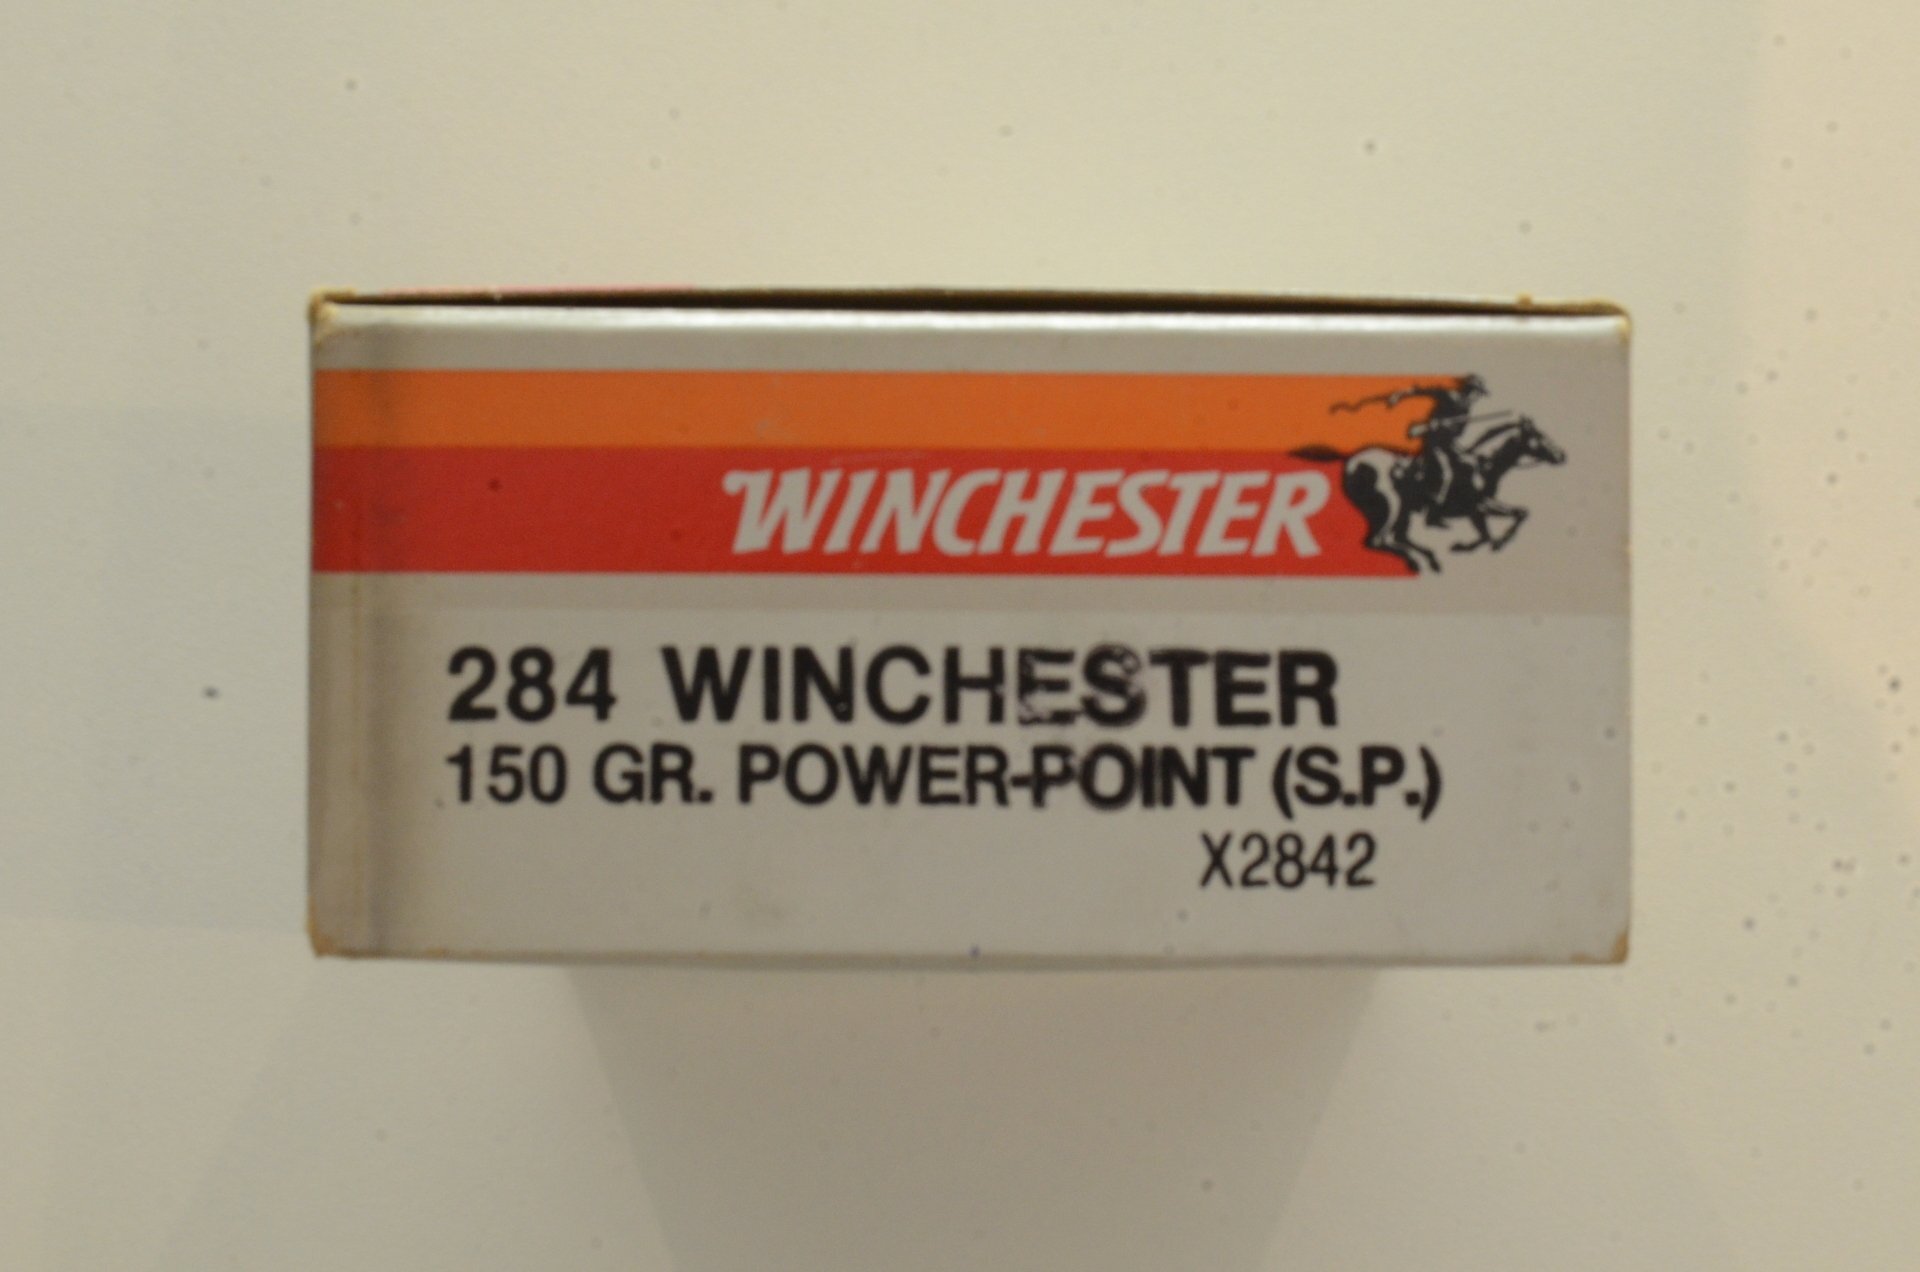 WINCHESTER
284 WINCHESTER
150 GR. POWER-POINT (S.P.)
X2842